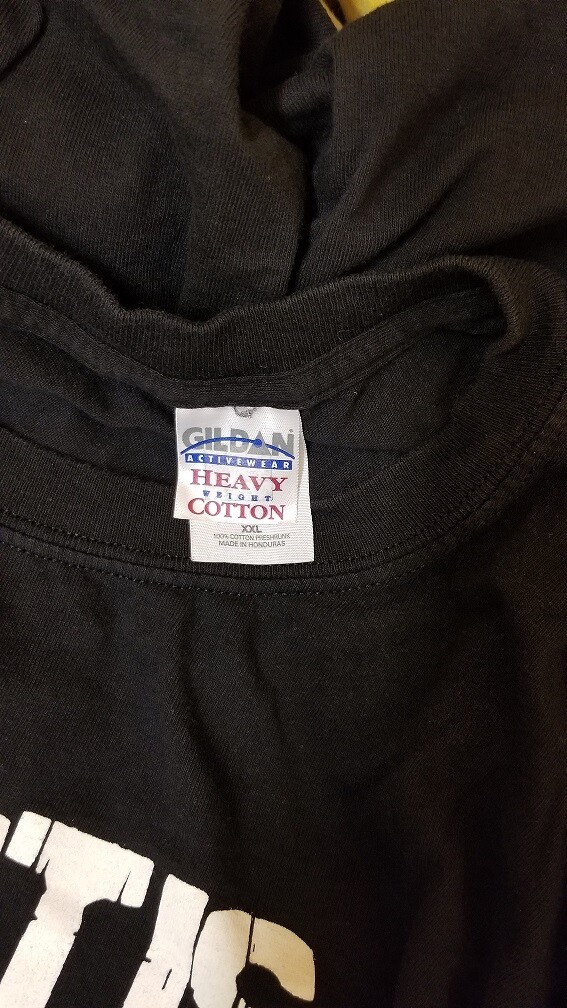 GILDAN
ACTIVEWEAR
HEAVY
WEIGHT
COTTON
XXL
100% COTTON PRESHRUNK
MADE IN HONDURAS